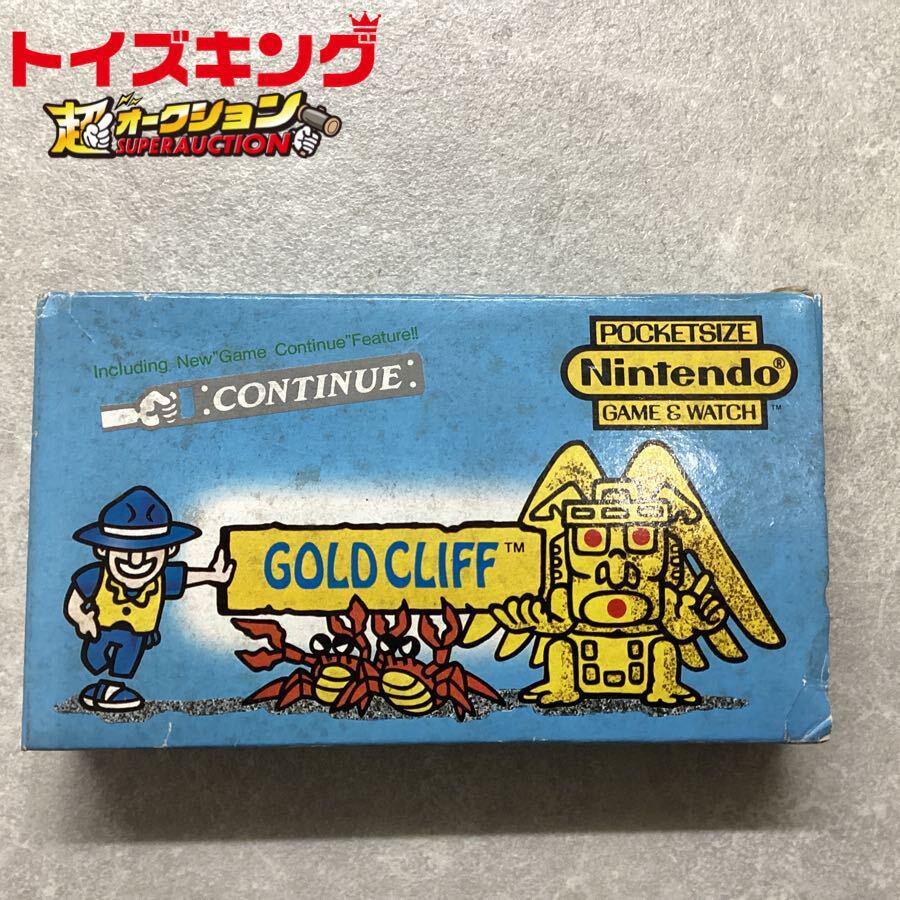 トイズキング
超オークション
SUPERAUCTION
Including New"Game Continue"Feature!!
CONTINUE
POCKETSIZE
Nintendo®
GAME & WATCH™
GOLD CLIFF™